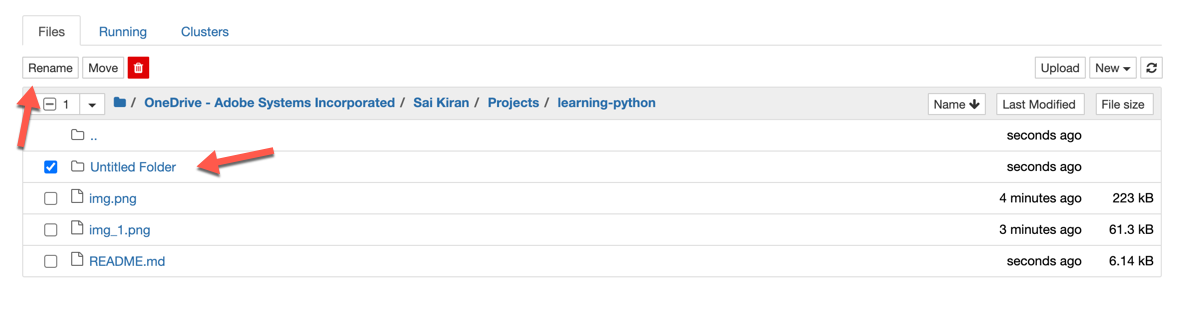 Files Running Clusters
Rename Move Upload New
1 / OneDrive - Adobe Systems Incorporated / Sai Kiran / Projects / learning-python Name Last Modified File size
.. seconds ago
Untitled Folder seconds ago
img.png 4 minutes ago 223 kB
img_1.png 3 minutes ago 61.3 kB
README.md seconds ago 6.14 kB